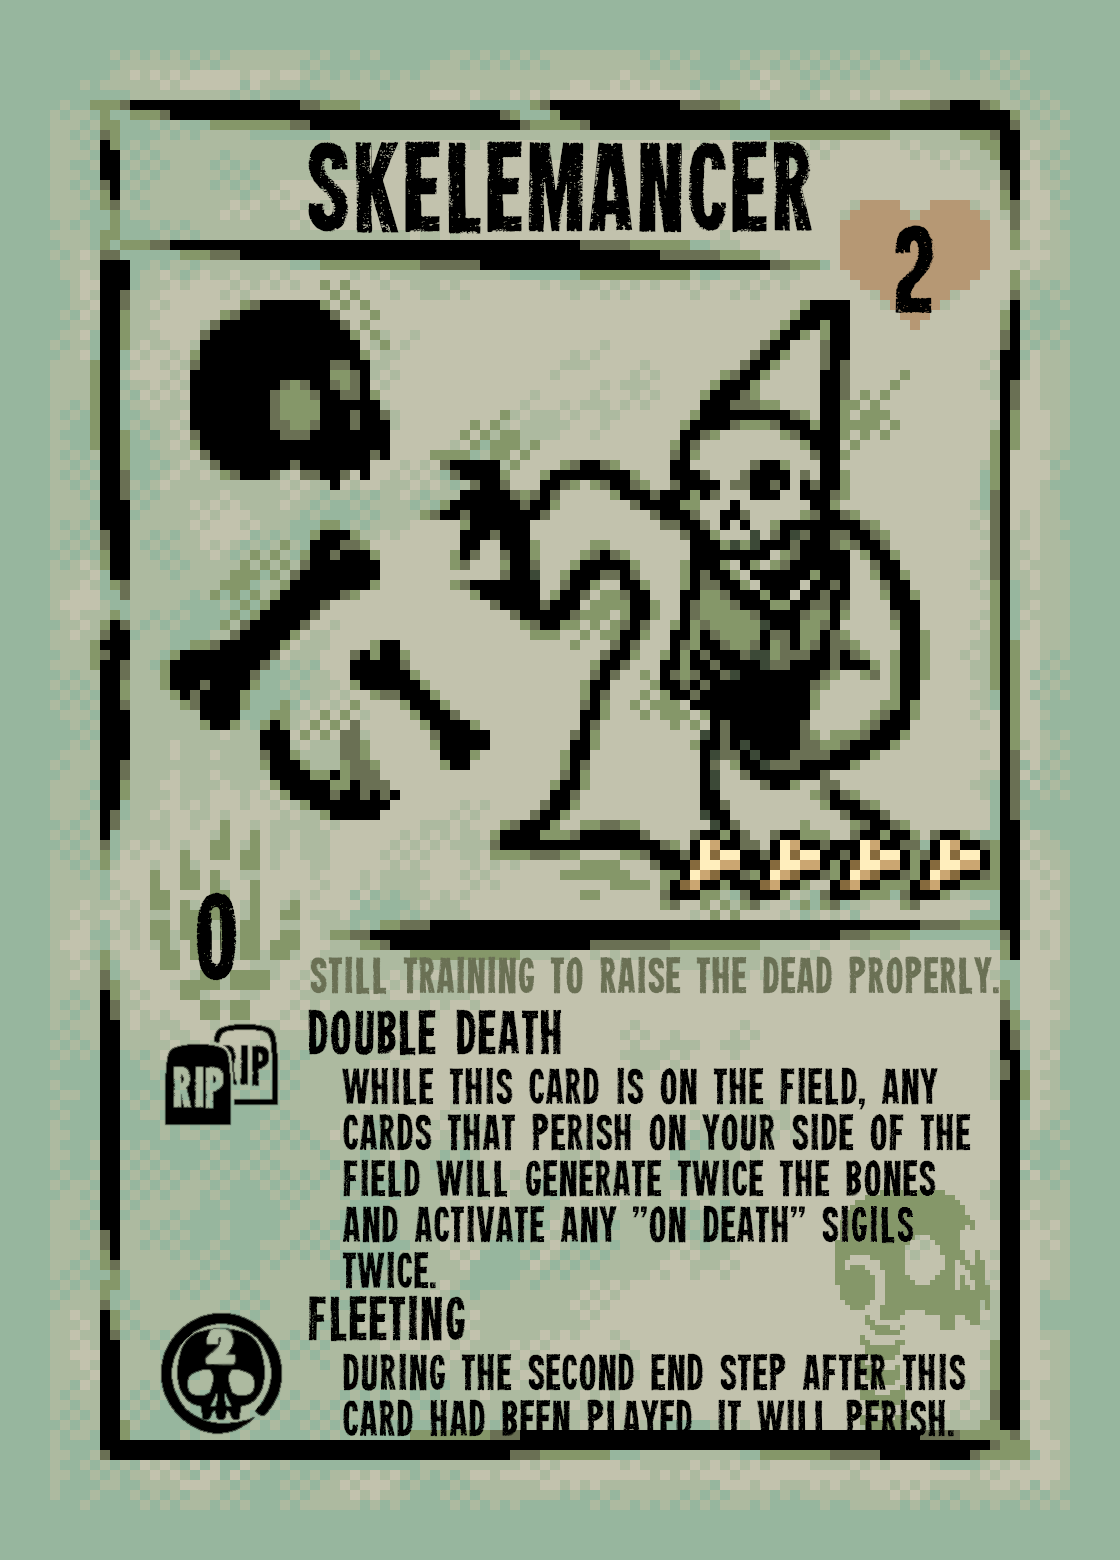 SKELEMANCER
2
0
STILL TRAINING TO RAISE THE DEAD PROPERLY.
DOUBLE DEATH
RIP
RIP
WHILE THIS CARD IS ON THE FIELD, ANY
CARDS THAT PERISH ON YOUR SIDE OF THE
FIELD WILL GENERATE TWICE THE BONES
AND ACTIVATE ANY "ON DEATH" SIGILS
TWICE.
FLEETING
2
DURING THE SECOND END STEP AFTER THIS
CARD HAD BEEN PLAYED, IT WILL PERISH.